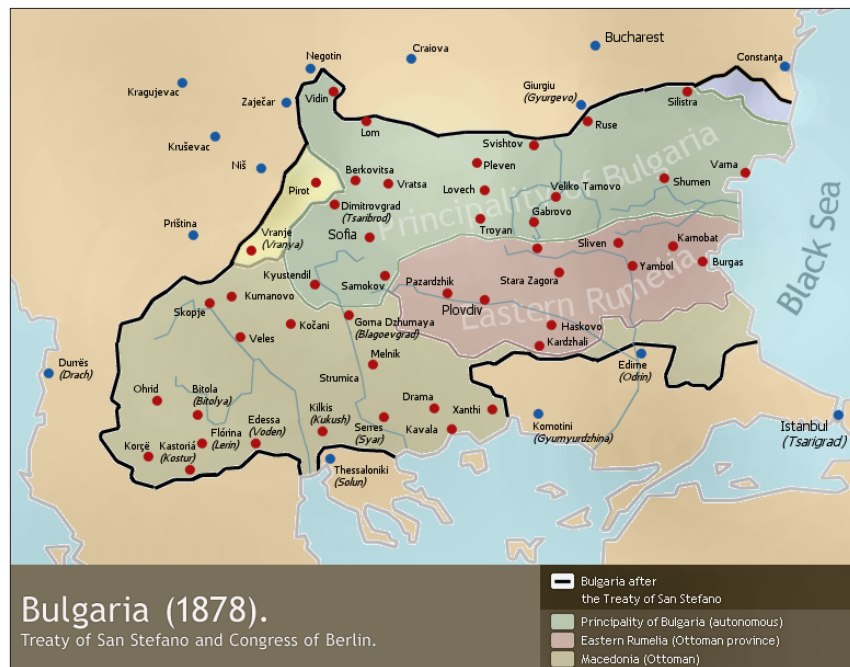 Bucharest
Craiova
Negotin
Constanţa
Kragujevac
Giurgiu
(Gyurgevo)
Zaječar
Vidin
Silistra
Lom
Ruse
Kruševac
Svishtov
Niš
Berkovitsa
Pleven
Varna
Pirot
Vratsa
Lovech
Veliko Tarnovo
Shumen
Dimitrovgrad
(Tsaribrod)
Principality of Bulgaria
Gabrovo
Priština
Vranje
(Vranya)
Sofia
Troyan
Sliven
Karnobat
Black Sea
Kyustendil
Samokov
Pazardzhik
Stara Zagora
Yambol
Burgas
Eastern Rumelia
Skopje
Kumanovo
Plovdiv
Kočani
Gorna Dzhumaya
(Blagoevgrad)
Haskovo
Veles
Kardzhali
Melnik
Edirne
(Odrin)
Durrës
(Drach)
Strumica
Ohrid
Bitola
(Bitolya)
Drama
Xanthi
Kilkis
(Kukush)
Edessa
(Voden)
Flórina
(Lerin)
Serres
(Syar)
Kavala
Komotini
(Gyumyurdzhina)
Istanbul
(Tsarigrad)
Korçë
Kastoriá
(Kostur)
Thessaloniki
(Solun)
Bulgaria (1878).
Treaty of San Stefano and Congress of Berlin.
Bulgaria after
the Treaty of San Stefano
Principality of Bulgaria (autonomous)
Eastern Rumelia (Ottoman province)
Macedonia (Ottoman)